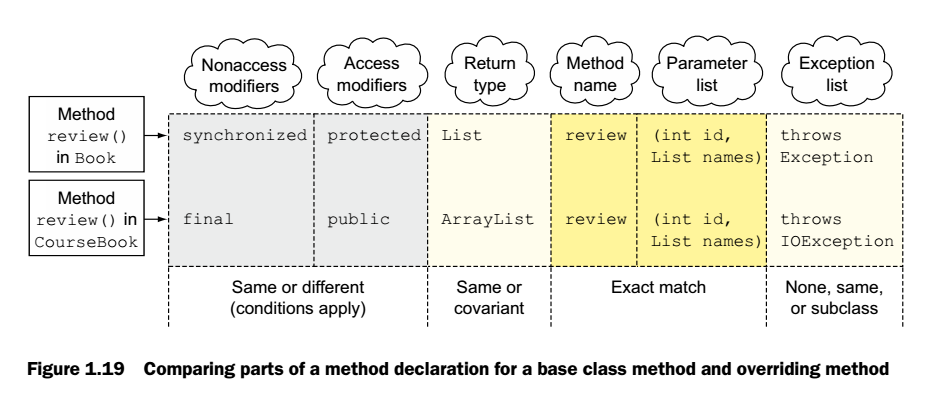 Nonaccess
modifiers
Access
modifiers
Return
type
Method
name
Parameter
list
Exception
list
Method
review()
in Book
synchronized
protected
List
review
(int id,
List names)
throws
Exception
Method
review() in
CourseBook
final
public
ArrayList
review
(int id,
List names)
throws
IOException
Same or different
(conditions apply)
Same or
covariant
Exact match
None, same,
or subclass
Figure 1.19 Comparing parts of a method declaration for a base class method and overriding method